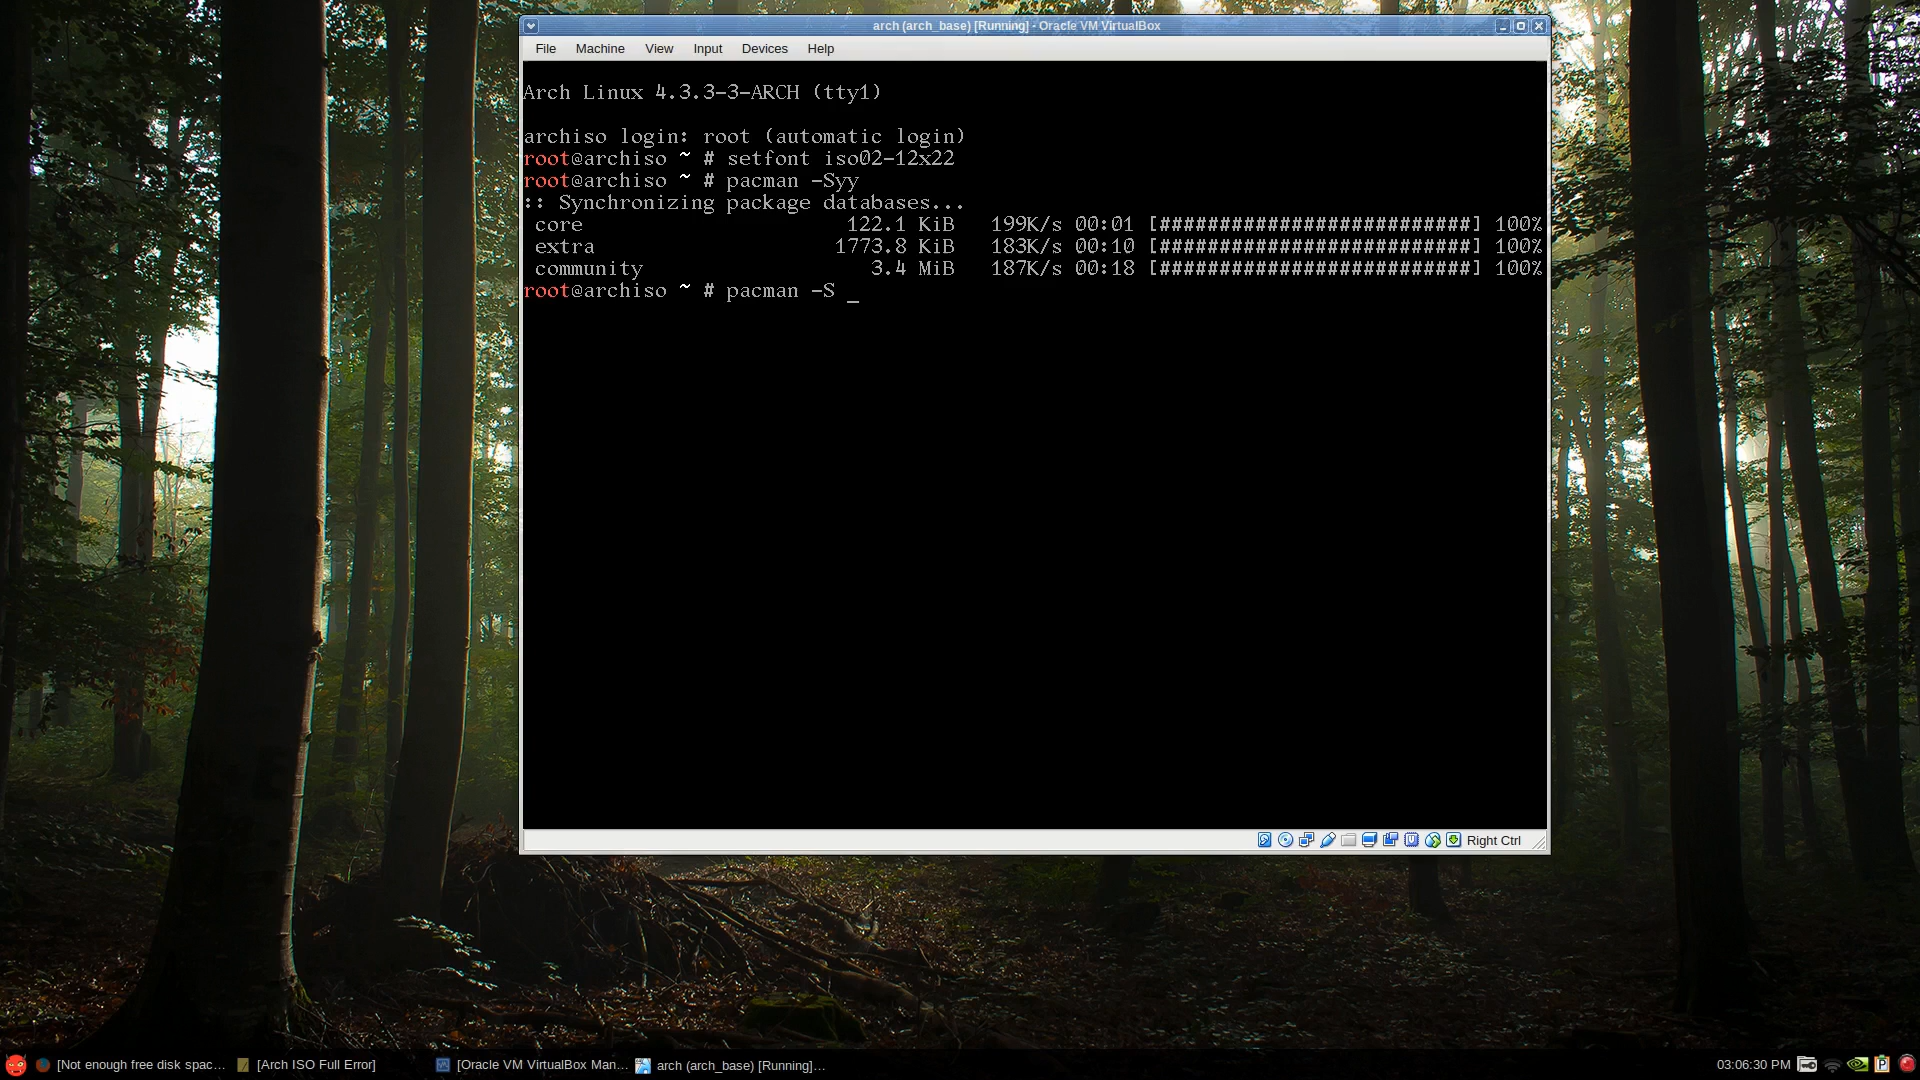 arch (arch_base) [Running] - Oracle VM VirtualBox
File Machine View Input Devices Help
Arch Linux 4.3.3-3-ARCH (tty1)
archiso login: root (automatic login)
root@archiso ~ # setfont iso02-12x22
root@archiso ~ # pacman -Syy
:: Synchronizing package databases...
core 122.1 KiB 199K/s 00:01 [##########################] 100%
extra 1773.8 KiB 183K/s 00:10 [##########################] 100%
community 3.4 MiB 187K/s 00:18 [##########################] 100%
root@archiso ~ # pacman -S _
Right Ctrl
[Not enough free disk spac... [Arch ISO Full Error] [Oracle VM VirtualBox Man... arch (arch_base) [Running]... 03:06:30 PM